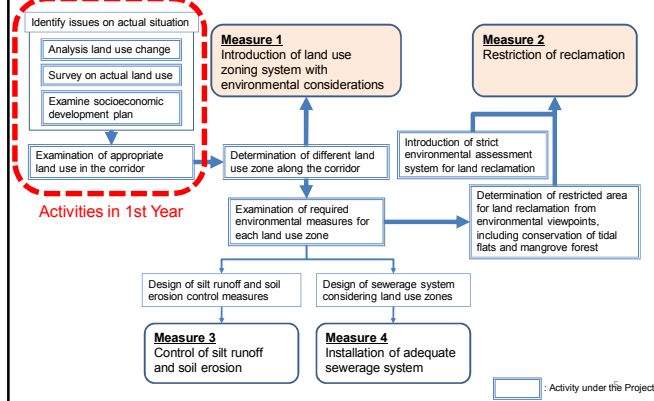 Identify issues on actual situation
Analysis land use change
Survey on actual land use
Examine socioeconomic
development plan
Examination of appropriate
land use in the corridor
Activities in 1st Year
Measure 1
Introduction of land use
zoning system with
environmental considerations
Measure 2
Restriction of reclamation
Determination of different land
use zone along the corridor
Introduction of strict
environmental assessment
system for land reclamation
Examination of required
environmental measures for
each land use zone
Determination of restricted area
for land reclamation from
environmental viewpoints,
including conservation of tidal
flats and mangrove forest
Design of silt runoff and soil
erosion control measures
Design of sewerage system
considering land use zones
Measure 3
Control of silt runoff
and soil erosion
Measure 4
Installation of adequate
sewerage system
: Activity under the Project